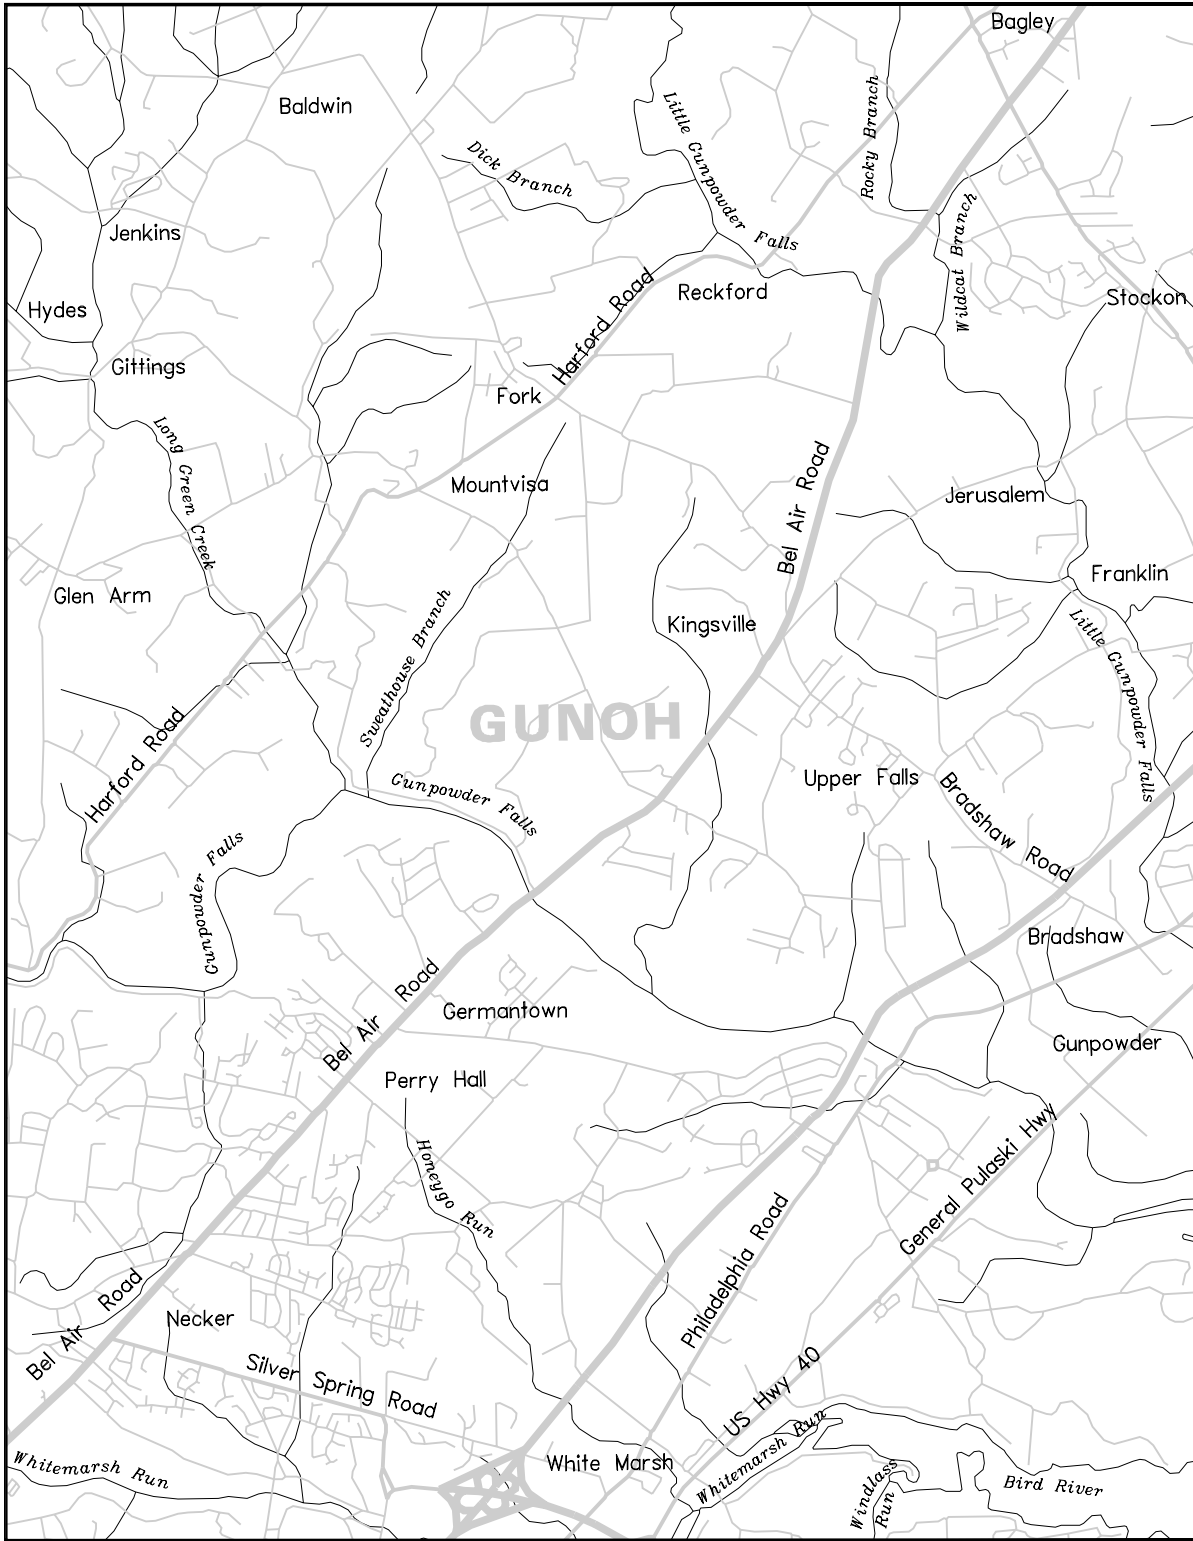 Bagley
Baldwin
Rocky Branch
Little Gunpowder Falls
Dick Branch
Jenkins
Wildcat Branch
Hydes
Harford Road
Reckford
Stockon
Gittings
Fork
Long Green Creek
Mountvisa
Bel Air Road
Jerusalem
Glen Arm
Franklin
Sweathouse Branch
Kingsville
Little Gunpowder Falls
GUNOH
Harford Road
Gunpowder Falls
Upper Falls
Bradshaw Road
Gunpowder Falls
Bradshaw
Bel Air Road
Germantown
Gunpowder
Perry Hall
Honeygo Run
General Pulaski Hwy
Philadelphia Road
Bel Air Road
Necker
Silver Spring Road
US Hwy 40
Whitemarsh Run
White Marsh
Whitemarsh Run
Windlass Run
Bird River